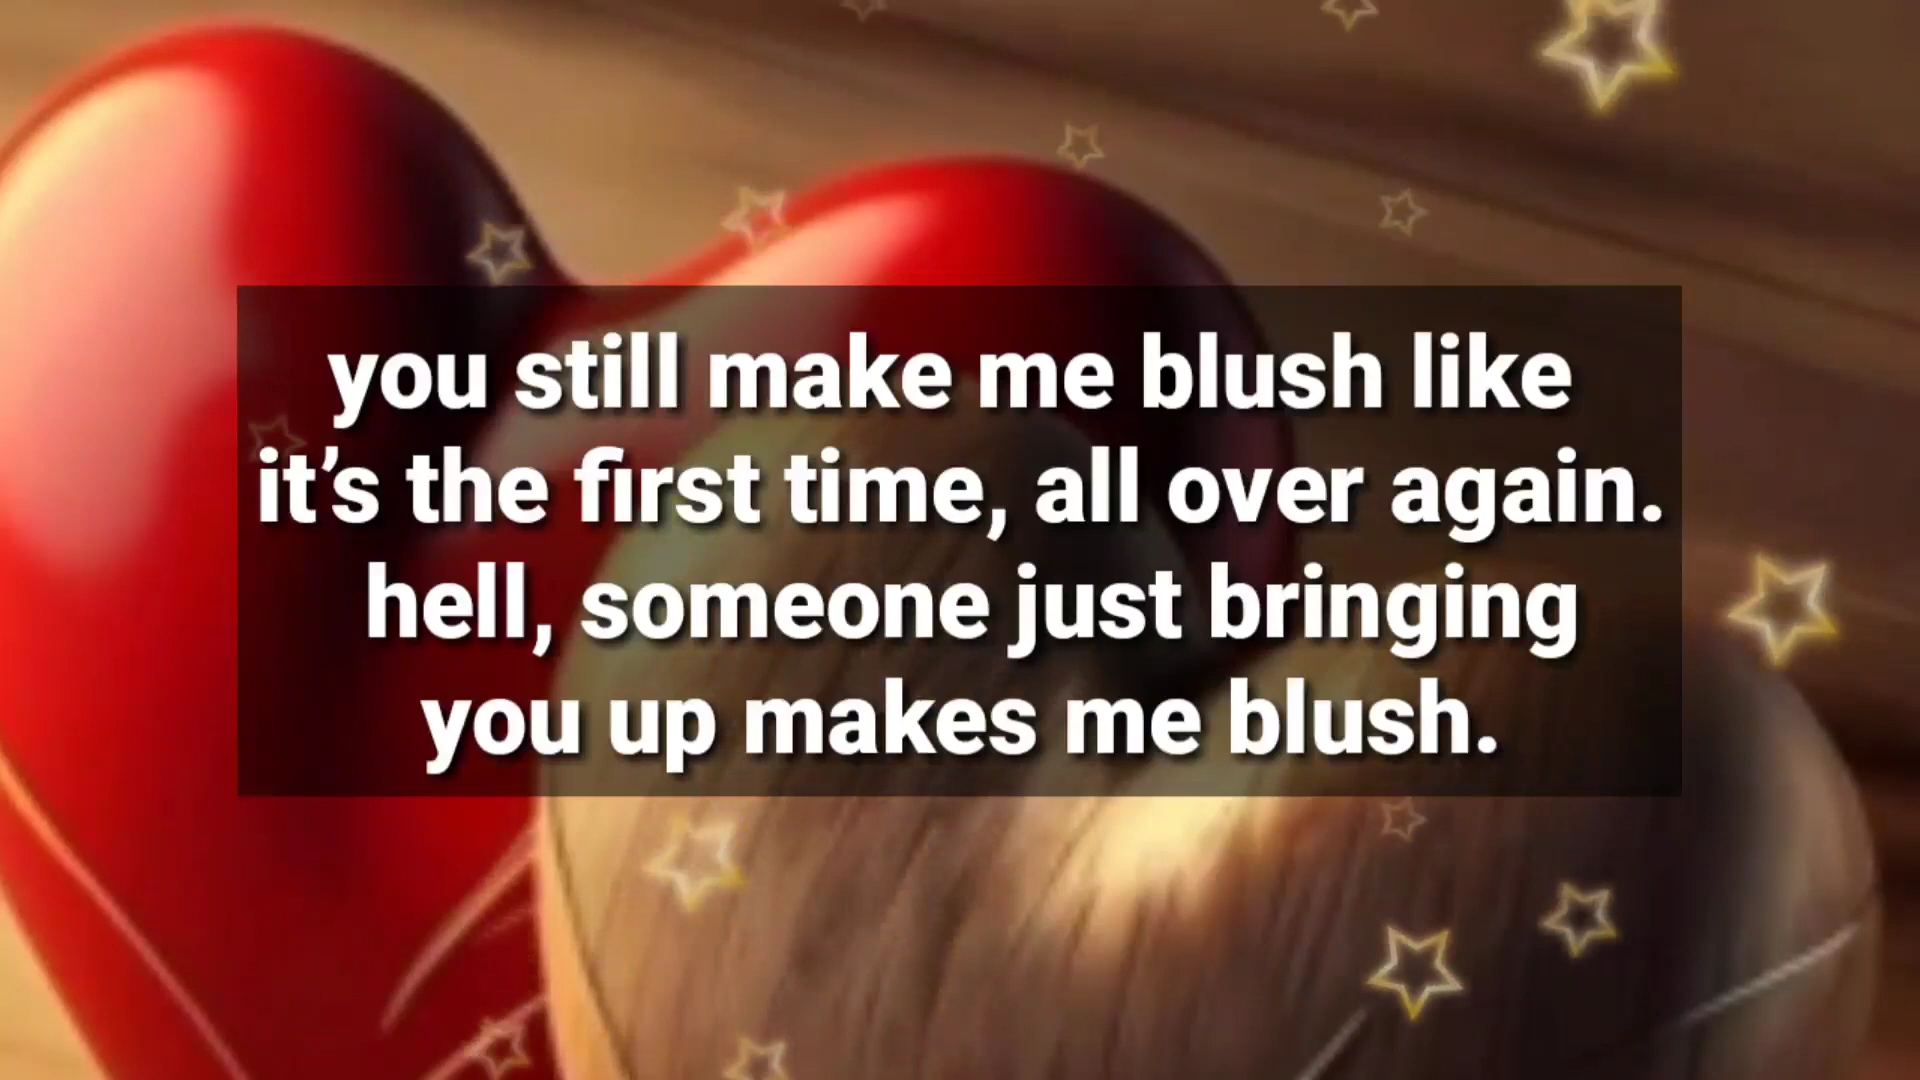 you still make me blush like
it’s the first time, all over again.
hell, someone just bringing
you up makes me blush.